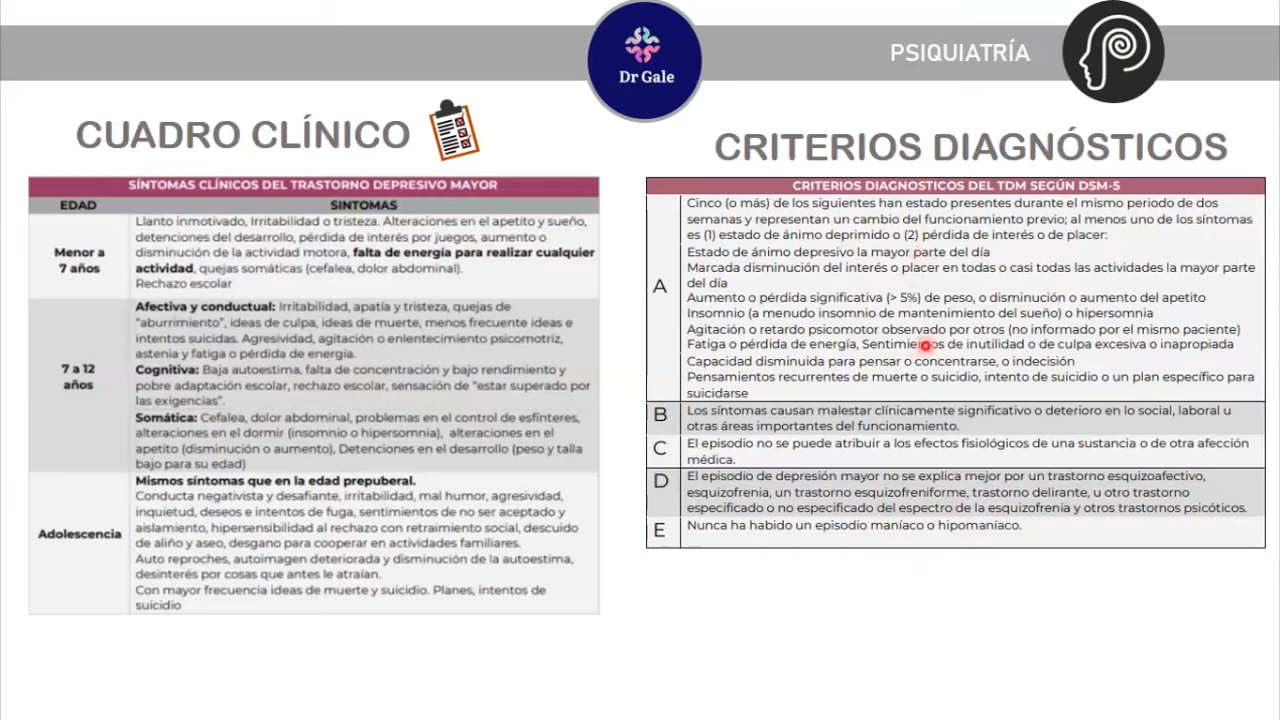 Dr Gale
PSIQUIATRÍA
CUADRO CLÍNICO
SÍNTOMAS CLÍNICOS DEL TRASTORNO DEPRESIVO MAYOR
EDAD SINTOMAS
Menor a
7 años
Llanto inmotivado, Irritabilidad o tristeza. Alteraciones en el apetito y sueño,
detenciones del desarrollo, pérdida de interés por juegos, aumento o
disminución de la actividad motora, falta de energía para realizar cualquier
actividad, quejas somáticas (cefalea, dolor abdominal).
Rechazo escolar
7 a 12
años
Afectiva y conductual: Irritabilidad, apatía y tristeza, quejas de
"aburrimiento", ideas de culpa, ideas de muerte, menos frecuente ideas e
intentos suicidas. Agresividad, agitación o enlentecimiento psicomotriz,
astenia y fatiga o pérdida de energía.
Cognitiva: Baja autoestima, falta de concentración y bajo rendimiento y
pobre adaptación escolar, rechazo escolar, sensación de "estar superado por
las exigencias".
Somática: Cefalea, dolor abdominal, problemas en el control de esfínteres,
alteraciones en el dormir (insomnio o hipersomnia), alteraciones en el
apetito (disminución o aumento), Detenciones en el desarrollo (peso y talla
bajo para su edad)
Adolescencia
Mismos síntomas que en la edad prepuberal.
Conducta negativista y desafiante, irritabilidad, mal humor, agresividad,
inquietud, deseos e intentos de fuga, sentimientos de no ser aceptado y
aislamiento, hipersensibilidad al rechazo con retraimiento social, descuido
de aliño y aseo, desgano para cooperar en actividades familiares.
Auto reproches, autoimagen deteriorada y disminución de la autoestima,
desinterés por cosas que antes le atraían.
Con mayor frecuencia ideas de muerte y suicidio. Planes, intentos de
suicidio
CRITERIOS DIAGNÓSTICOS
CRITERIOS DIAGNOSTICOS DEL TDM SEGÚN DSM-5
A
Cinco (o más) de los siguientes han estado presentes durante el mismo periodo de dos
semanas y representan un cambio del funcionamiento previo; al menos uno de los síntomas
es (1) estado de ánimo deprimido o (2) pérdida de interés o de placer:
Estado de ánimo depresivo la mayor parte del día
Marcada disminución del interés o placer en todas o casi todas las actividades la mayor parte
del día
Aumento o pérdida significativa (> 5%) de peso, o disminución o aumento del apetito
Insomnio (a menudo insomnio de mantenimiento del sueño) o hipersomnia
Agitación o retardo psicomotor observado por otros (no informado por el mismo paciente)
Fatiga o pérdida de energía, Sentimientos de inutilidad o de culpa excesiva o inapropiada
Capacidad disminuida para pensar o concentrarse, o indecisión
Pensamientos recurrentes de muerte o suicidio, intento de suicidio o un plan específico para
suicidarse
B
Los síntomas causan malestar clínicamente significativo o deterioro en lo social, laboral u
otras áreas importantes del funcionamiento.
C
El episodio no se puede atribuir a los efectos fisiológicos de una sustancia o de otra afección
médica.
D
El episodio de depresión mayor no se explica mejor por un trastorno esquizoafectivo,
esquizofrenia, un trastorno esquizofreniforme, trastorno delirante, u otro trastorno
especificado o no especificado del espectro de la esquizofrenia y otros trastornos psicóticos.
E
Nunca ha habido un episodio maníaco o hipomaníaco.